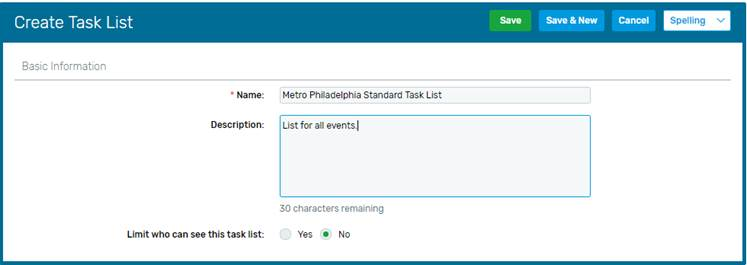 Create Task List
Save
Save & New
Cancel
Spelling
Basic Information
* Name:
Metro Philadelphia Standard Task List
Description:
List for all events.
30 characters remaining
Limit who can see this task list:
Yes
No